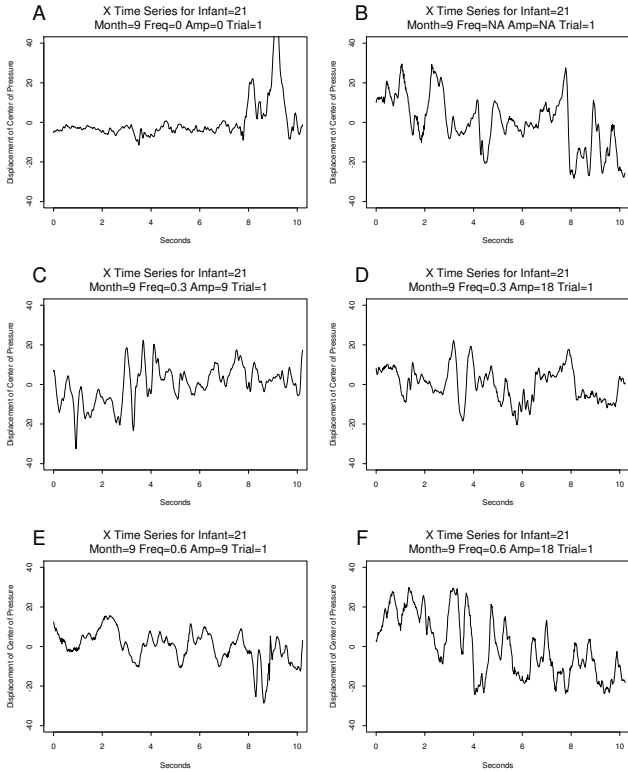 A
X Time Series for Infant=21
Month=9 Freq=0 Amp=0 Trial=1
Displacement of Center of Pressure
40
20
0
-20
-40
0 2 4 6 8 10
Seconds
B
X Time Series for Infant=21
Month=9 Freq=NA Amp=NA Trial=1
Displacement of Center of Pressure
40
20
0
-20
-40
0 2 4 6 8 10
Seconds
C
X Time Series for Infant=21
Month=9 Freq=0.3 Amp=9 Trial=1
Displacement of Center of Pressure
40
20
0
-20
-40
0 2 4 6 8 10
Seconds
D
X Time Series for Infant=21
Month=9 Freq=0.3 Amp=18 Trial=1
Displacement of Center of Pressure
40
20
0
-20
-40
0 2 4 6 8 10
Seconds
E
X Time Series for Infant=21
Month=9 Freq=0.6 Amp=9 Trial=1
Displacement of Center of Pressure
40
20
0
-20
-40
0 2 4 6 8 10
Seconds
F
X Time Series for Infant=21
Month=9 Freq=0.6 Amp=18 Trial=1
Displacement of Center of Pressure
40
20
0
-20
-40
0 2 4 6 8 10
Seconds